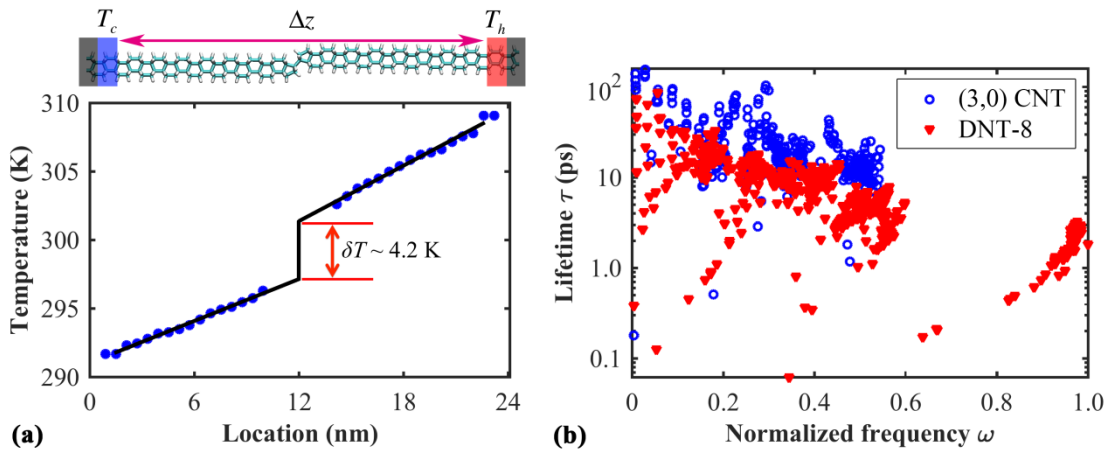 T_c
Δz
T_h
310
305
300
295
290
Temperature (K)
δT ~ 4.2 K
0
6
12
18
24
(a)
Location (nm)
10^2
10
1.0
0.1
Lifetime τ (ps)
(3,0) CNT
DNT-8
0
0.2
0.4
0.6
0.8
1.0
(b)
Normalized frequency ω